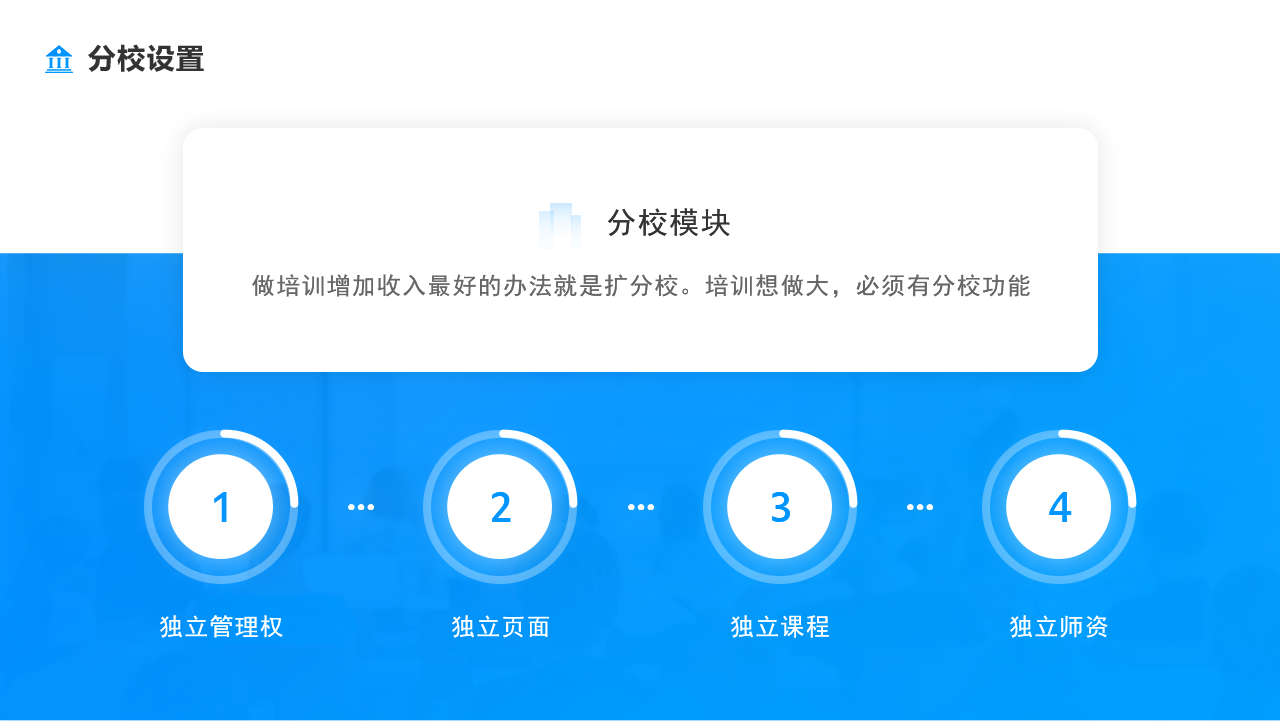 分校设置
分校模块
做培训增加收入最好的办法就是扩分校。培训想做大，必须有分校功能
1
2
3
4
独立管理权
独立页面
独立课程
独立师资